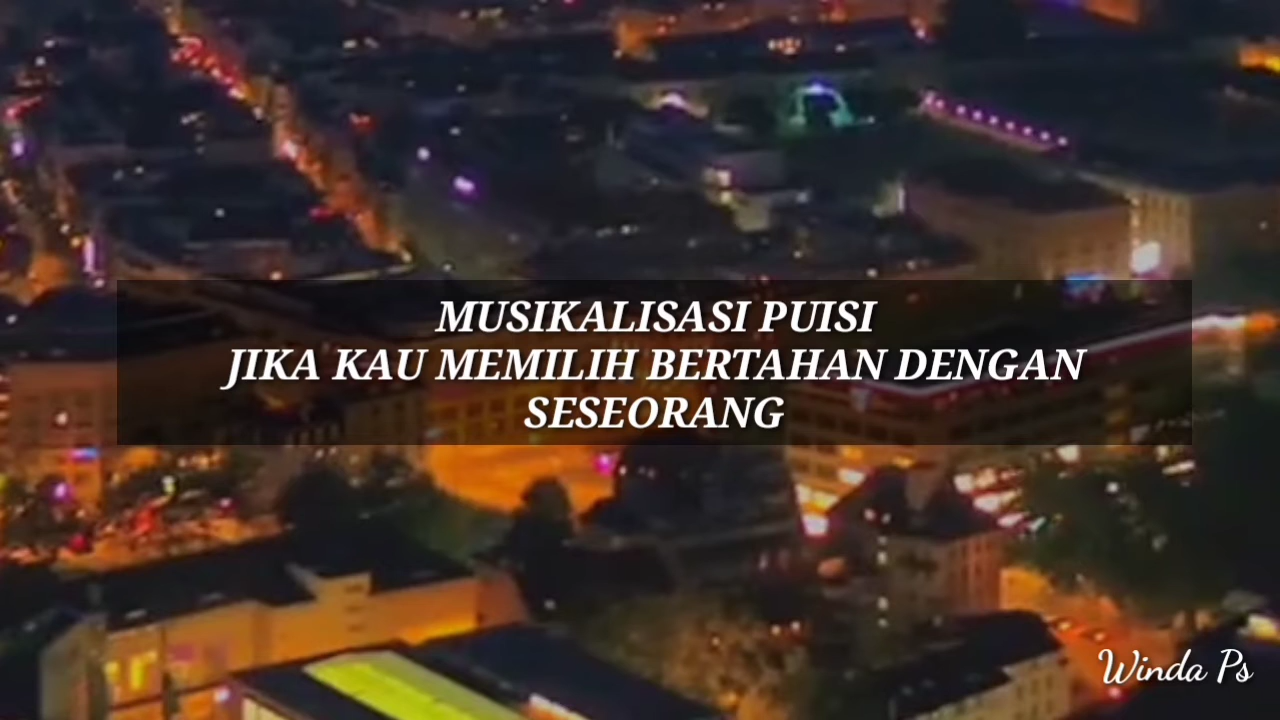 MUSIKALISASI PUISI
JIKA KAU MEMILIH BERTAHAN DENGAN
SESEORANG
Winda Ps